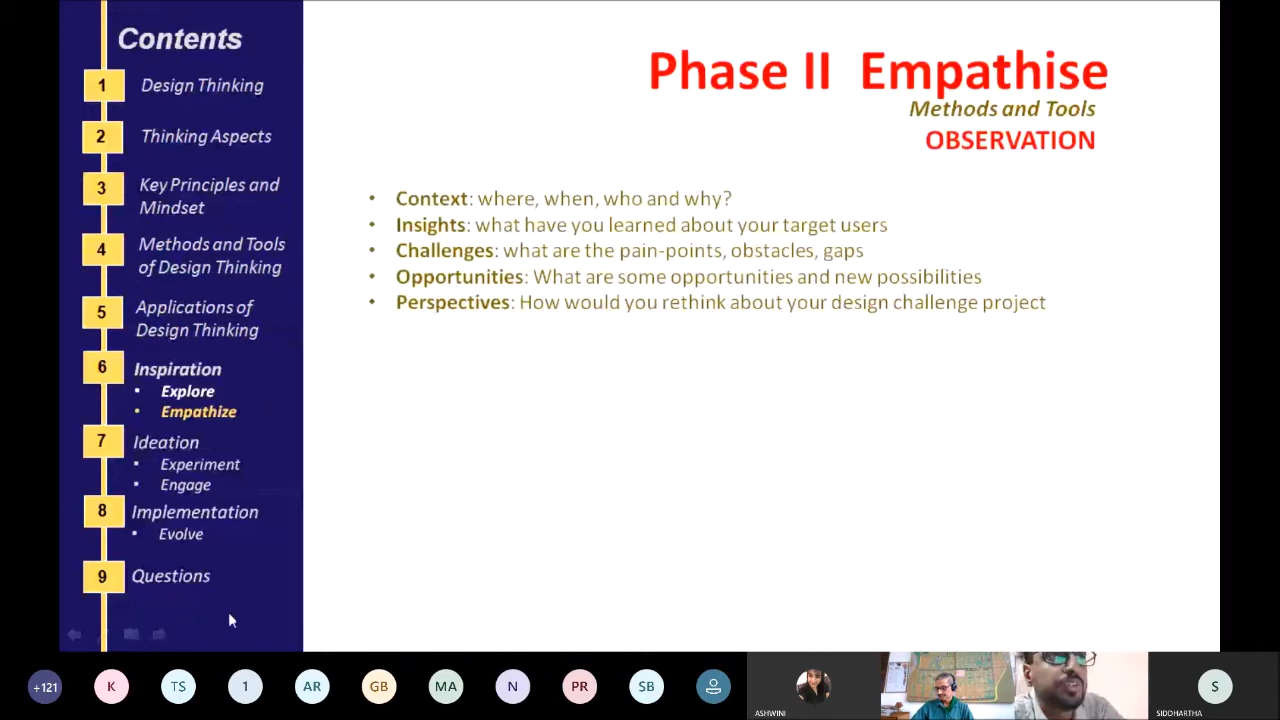 Contents
1 Design Thinking
2 Thinking Aspects
3 Key Principles and
Mindset
4 Methods and Tools
of Design Thinking
5 Applications of
Design Thinking
6 Inspiration
• Explore
• Empathize
7 Ideation
• Experiment
• Engage
8 Implementation
• Evolve
9 Questions
Phase II Empathise
Methods and Tools
OBSERVATION
• Context: where, when, who and why?
• Insights: what have you learned about your target users
• Challenges: what are the pain-points, obstacles, gaps
• Opportunities: What are some opportunities and new possibilities
• Perspectives: How would you rethink about your design challenge project
+121 K TS 1 AR GB MA N PR SB S
ASHWINI SIDDHARTHA